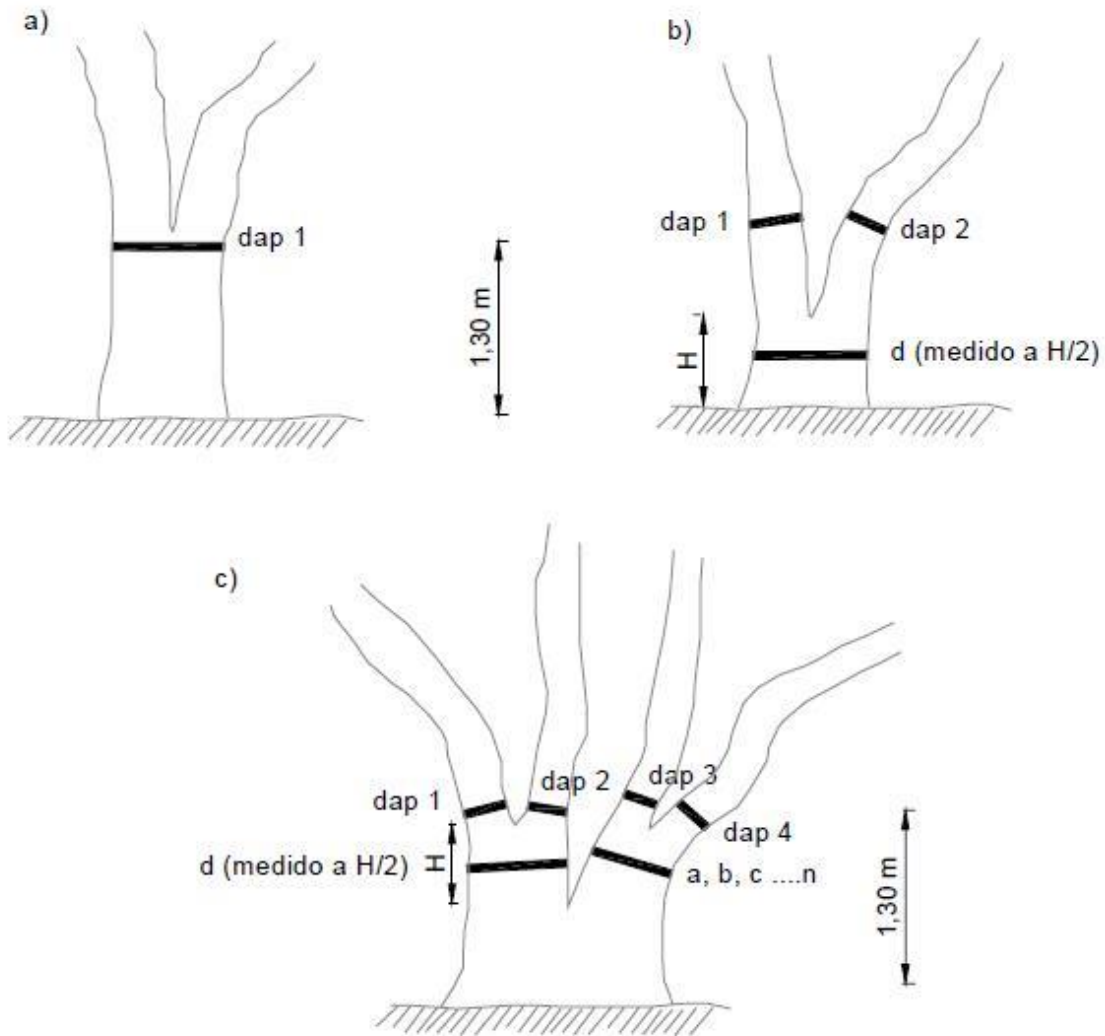 a)
dap 1
1,30 m
b)
dap 1
dap 2
H
d (medido a H/2)
c)
dap 1
dap 2
dap 3
dap 4
d (medido a H/2)
H
a, b, c ....n
1,30 m